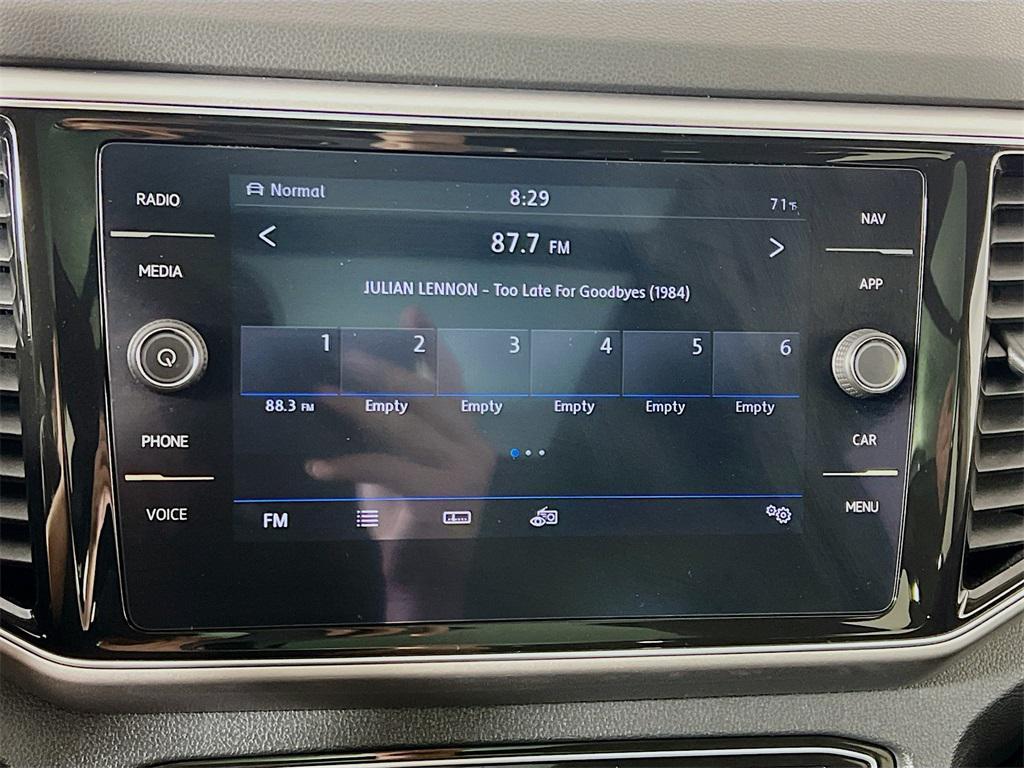 RADIO
MEDIA
PHONE
VOICE
Normal
8:29
71°F
< 87.7 FM >
JULIAN LENNON - Too Late For Goodbyes (1984)
1 2 3 4 5 6
88.3 FM Empty Empty Empty Empty Empty
FM
NAV
APP
CAR
MENU